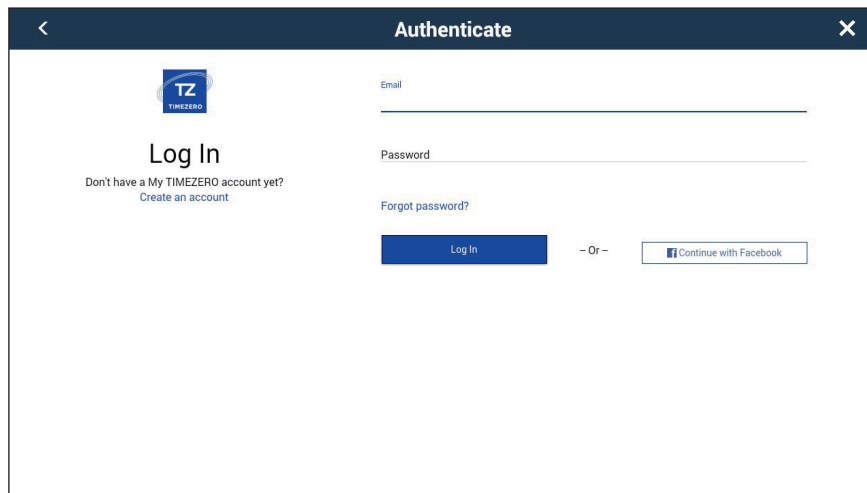 Authenticate
TZ
TIMEZERO
Log In
Don't have a My TIMEZERO account yet?
Create an account
Email
Password
Forgot password?
Log In
– Or –
Continue with Facebook